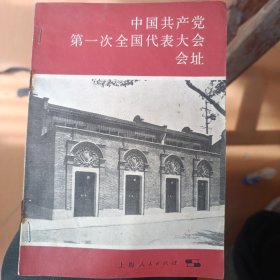 中国共产党
第一次全国代表大会
会址
上海人民出版社